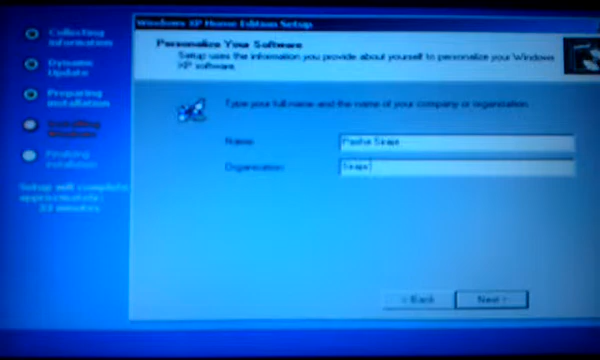 Collecting
information
Dynamic
Update
Preparing
installation
Installing
Windows
Finalizing
installation
Setup will complete
approximately:
33 minutes
Windows XP Home Edition Setup
Personalize Your Software
Setup uses the information you provide about yourself to personalize your Windows
XP software.
Type your full name and the name of your company or organization.
Name:
Organization:
< Back
Next >